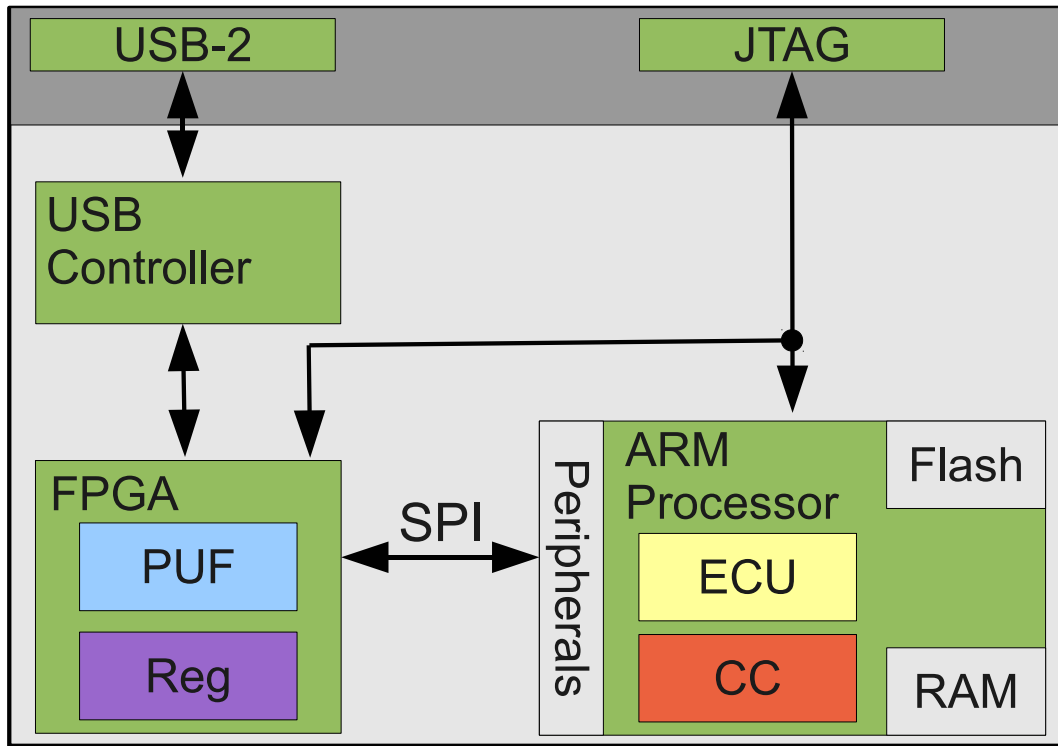 USB-2
JTAG
USB
Controller
FPGA
PUF
Reg
SPI
Peripherals
ARM
Processor
ECU
CC
Flash
RAM